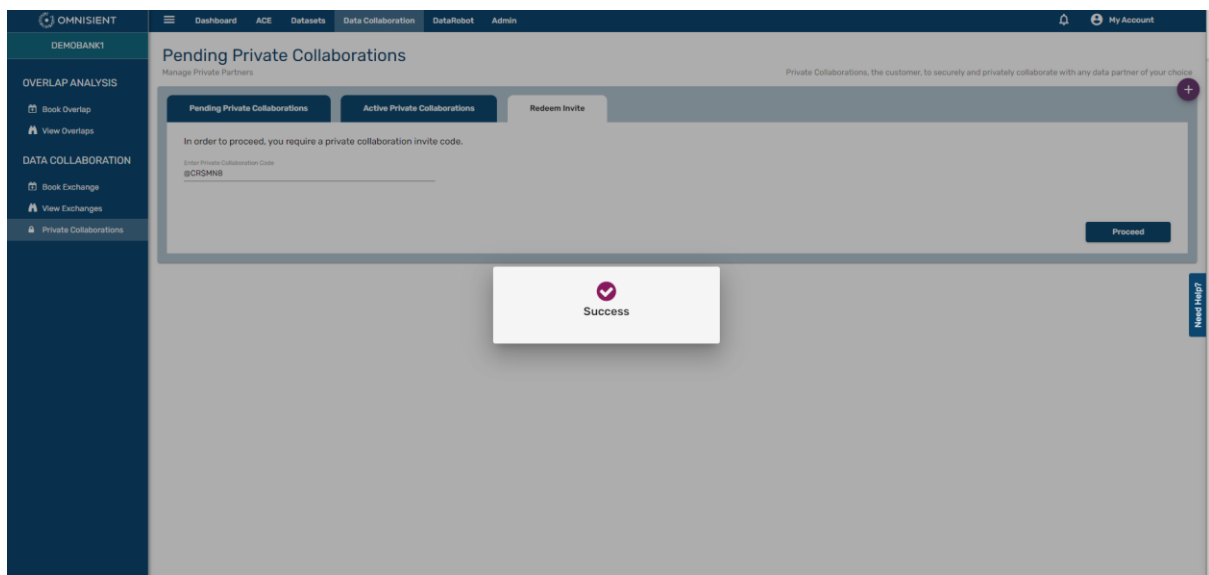 OMNISIENT
Dashboard ACE Datasets Data Collaboration DataRobot Admin My Account
DEMOBANK1
OVERLAP ANALYSIS
Book Overlap
View Overlaps
DATA COLLABORATION
Book Exchange
View Exchanges
Private Collaborations
Pending Private Collaborations
Manage Private Partners
Private Collaborations, the customer, to securely and privately collaborate with any data partner of your choice
Pending Private Collaborations Active Private Collaborations Redeem Invite
In order to proceed, you require a private collaboration invite code.
Enter Private Collaboration Code
@CR$MNB
Proceed
Success
Need Help?